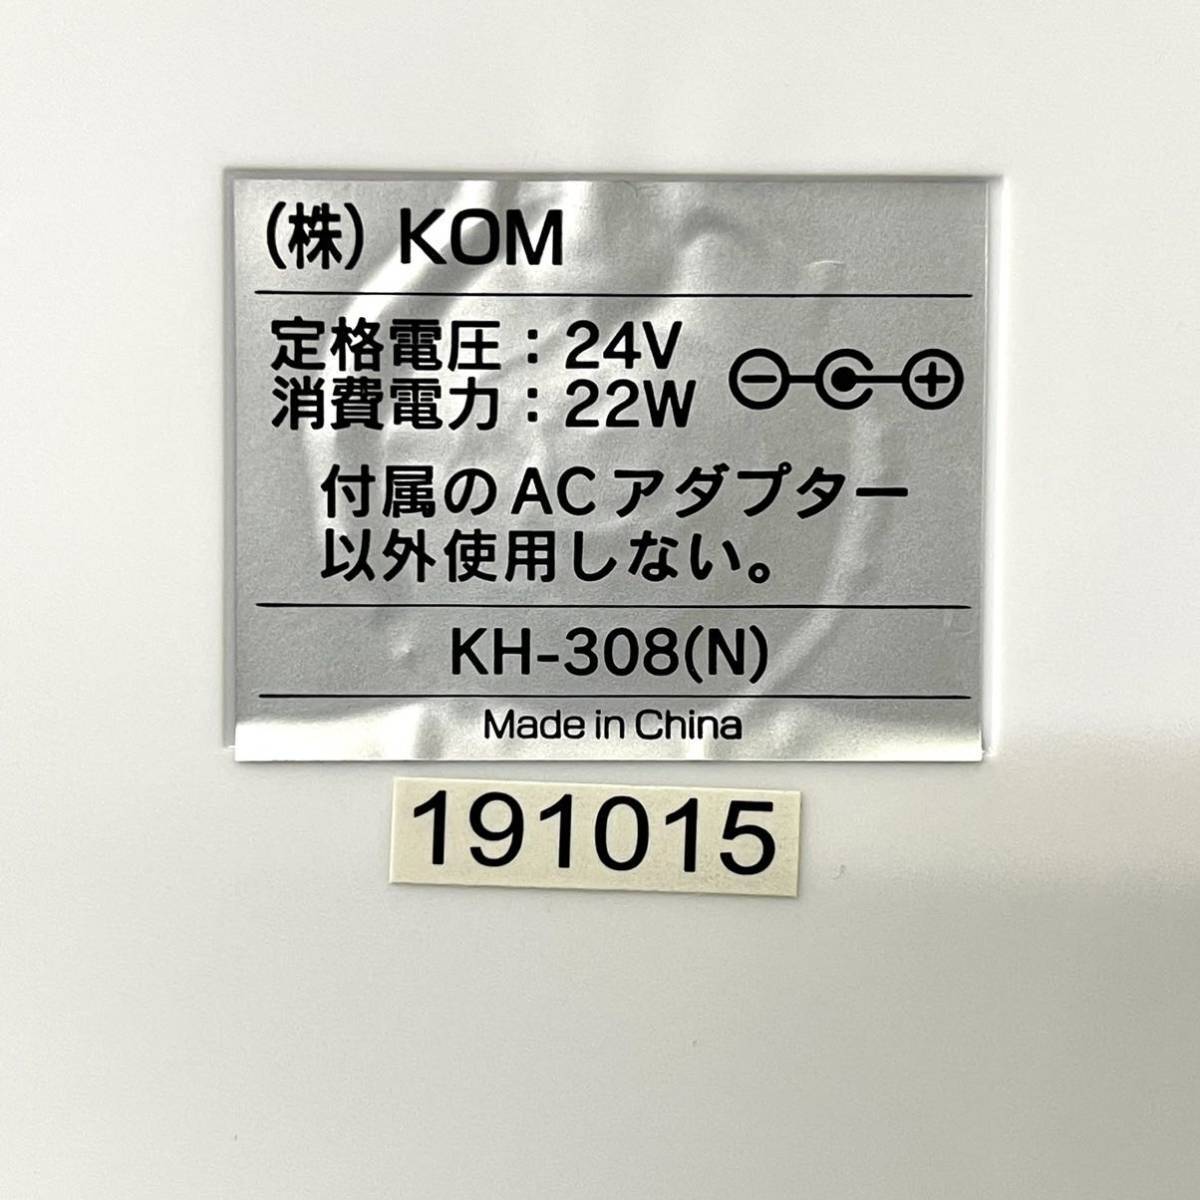 (株) KOM
定格電圧：24V
消費電力：22W
付属のACアダプター
以外使用しない。
KH-308(N)
Made in China
191015